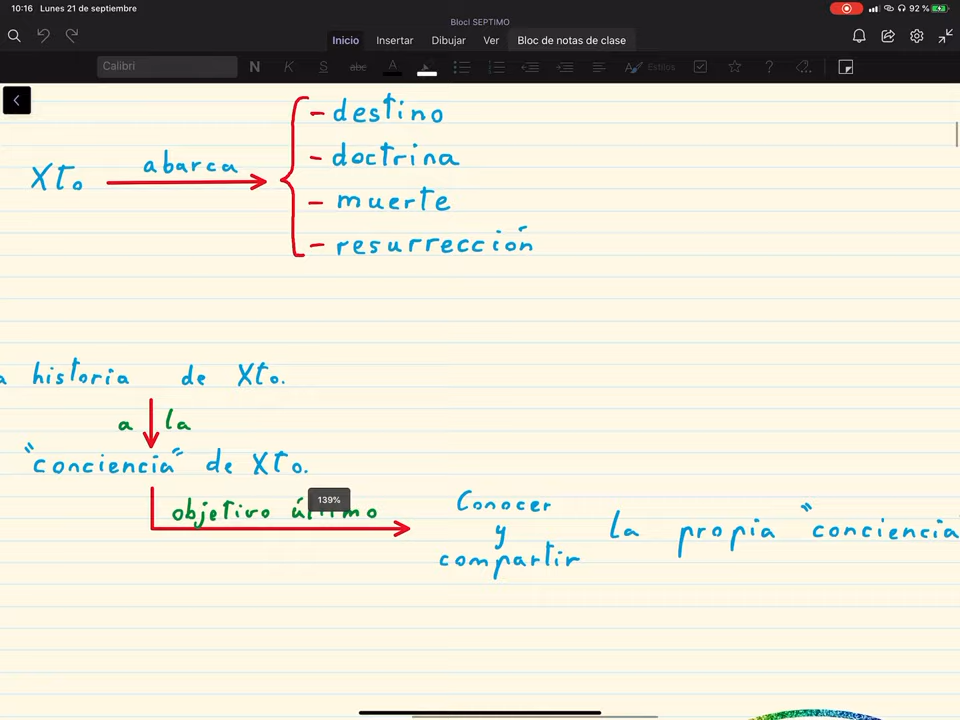 10:16 Lunes 21 de septiembre
92 %
Blocl SEPTIMO
Inicio Insertar Dibujar Ver Bloc de notas de clase
Calibri N K S abc A Estilos
- destino
Xto abarca - doctrina
- muerte
- resurrección
a historia de Xto.
a la
"conciencia" de Xto.
139%
objetivo último
Conocer
y la propia "conciencia
compartir